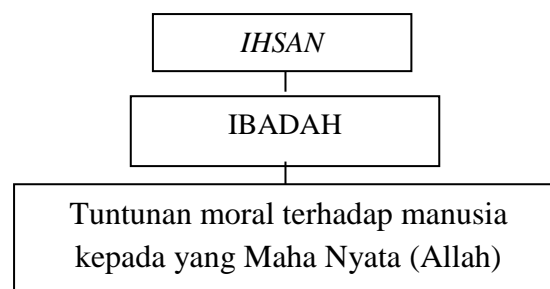 IHSAN
IBADAH
Tuntunan moral terhadap manusia
kepada yang Maha Nyata (Allah)